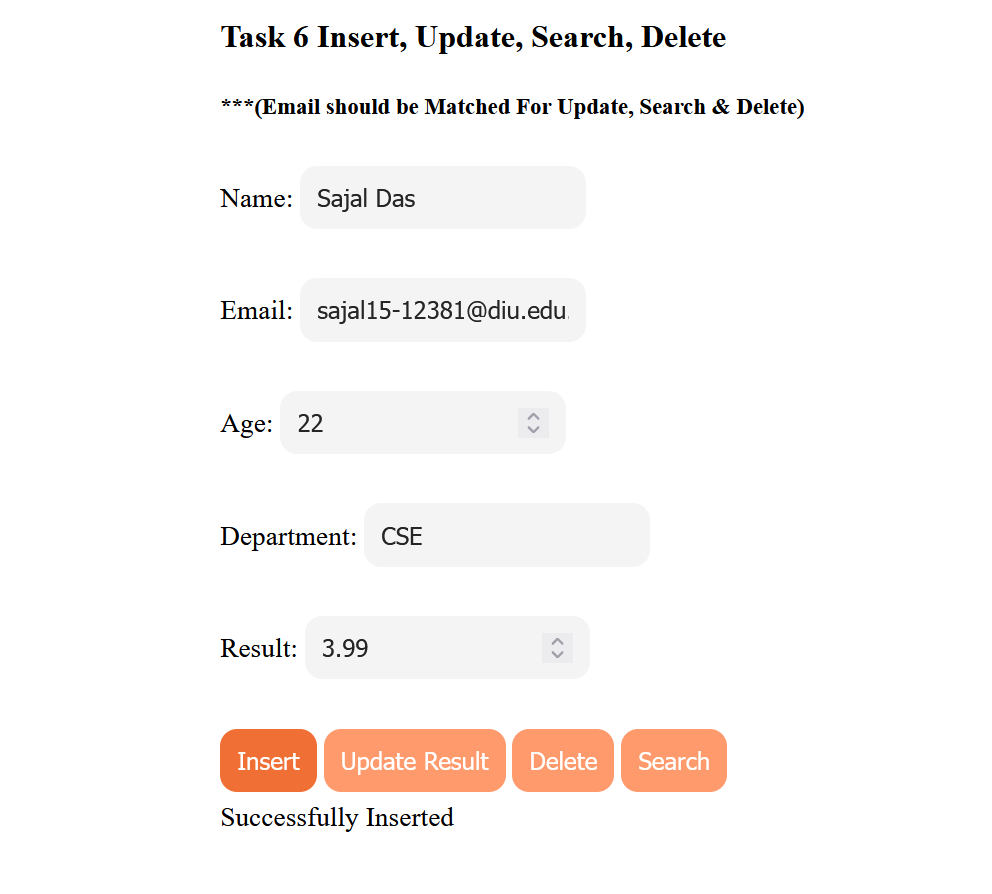 Task 6 Insert, Update, Search, Delete
***(Email should be Matched For Update, Search & Delete)
Name: Sajal Das
Email: sajal15-12381@diu.edu.
Age: 22
Department: CSE
Result: 3.99
Insert Update Result Delete Search
Successfully Inserted